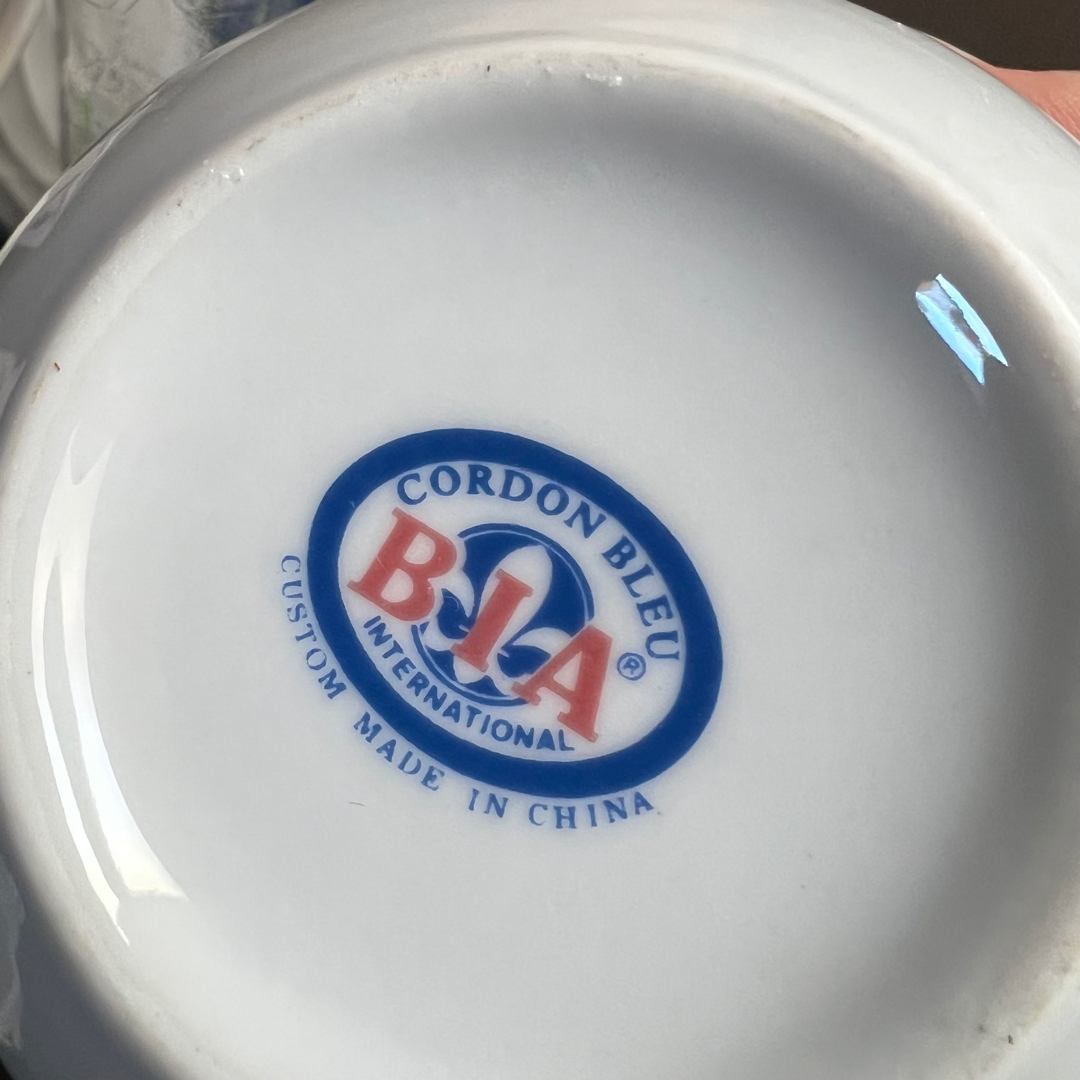 CORDON BLEU
BIA®
INTERNATIONAL
CUSTOM MADE IN CHINA